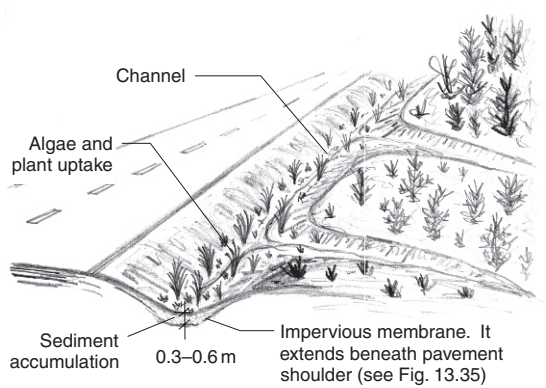 Channel
Algae and
plant uptake
Sediment
accumulation
0.3–0.6 m
Impervious membrane. It
extends beneath pavement
shoulder (see Fig. 13.35)